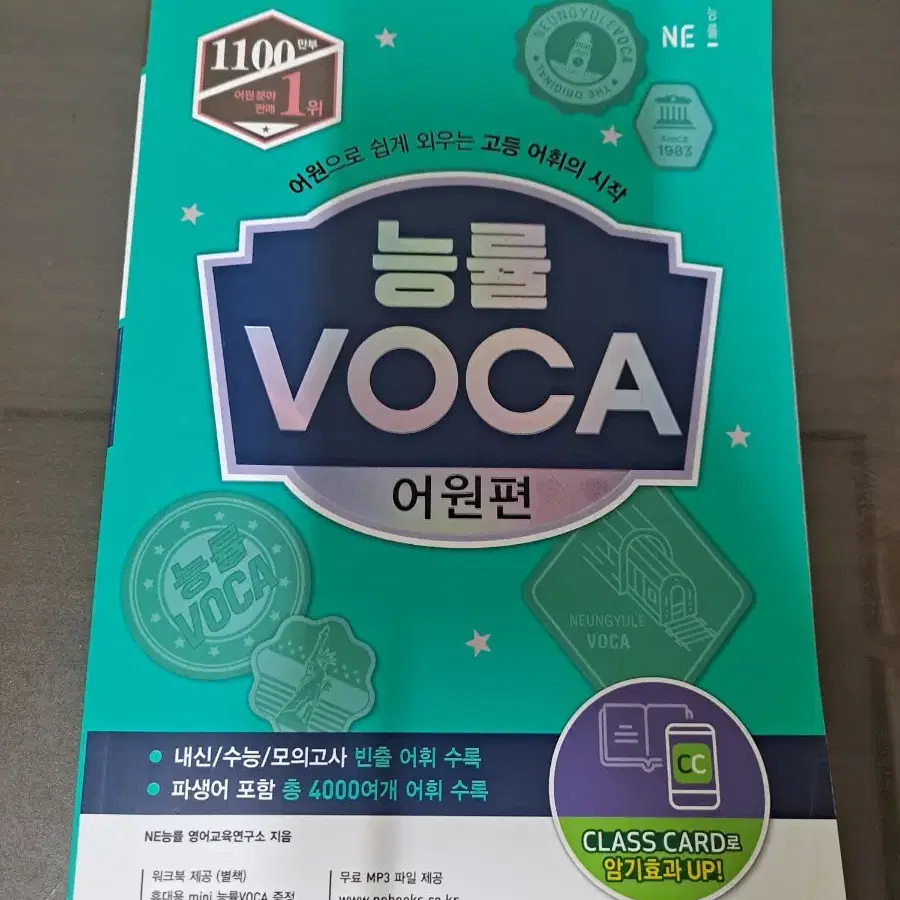 1100만부
어원 분야
판매 1위
NEUNGYULE VOCA
THE ORIGINAL
NE 능률
SINCE
1983
어원으로 쉽게 외우는 고등 어휘의 시작
능률
VOCA
어원편
능률
VOCA
NEUNGYULE
VOCA
내신/수능/모의고사 빈출 어휘 수록
파생어 포함 총 4000여개 어휘 수록
CC
CLASS CARD로
암기효과 UP!
NE능률 영어교육연구소 지음
워크북 제공 (별책)
휴대용 mini 능률VOCA 증정
무료 MP3 파일 제공
www.nebooks.co.kr